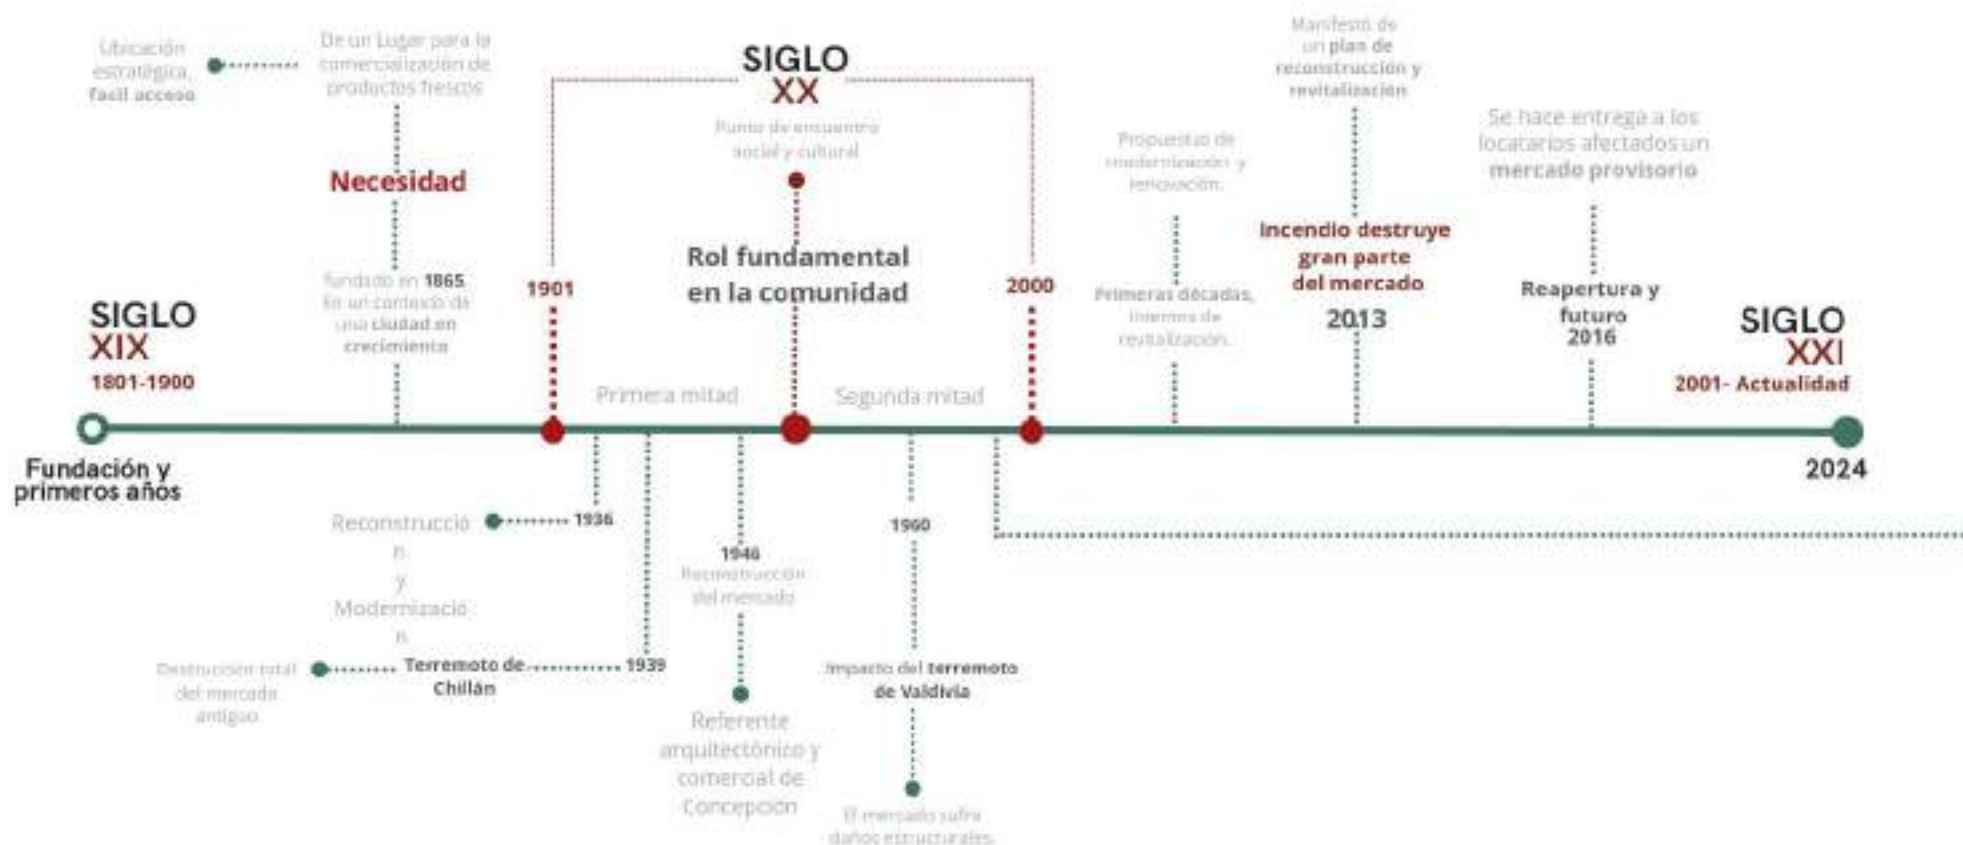 Ubicación
estratégica,
facil acceso
De un Lugar para la
comercialización de
productos frescos
Necesidad
fundado en 1865
En un contexto de
una ciudad en
crecimiento
SIGLO
XIX
1801-1900
Fundación y
primeros años
SIGLO
XX
Punto de encuentro
social y cultural
Rol fundamental
en la comunidad
1901
2000
Primera mitad
Segunda mitad
Reconstrucció
n
y
Modernizació
n
1936
Destrucción total
del mercado
antiguo
Terremoto de
Chillán
1939
1946
Reconstrucción
del mercado
Referente
arquitectónico y
comercial de
Concepción
1960
Impacto del terremoto
de Valdivia
El mercado sufre
daños estructurales.
Propuestas de
modernización y
renovación.
Primeras décadas,
intentos de
revitalización.
Manifestó de
un plan de
reconstrucción y
revitalización
Incendio destruye
gran parte
del mercado
2013
Se hace entrega a los
locatarios afectados un
mercado provisorio
Reapertura y
futuro
2016
SIGLO
XXI
2001- Actualidad
2024